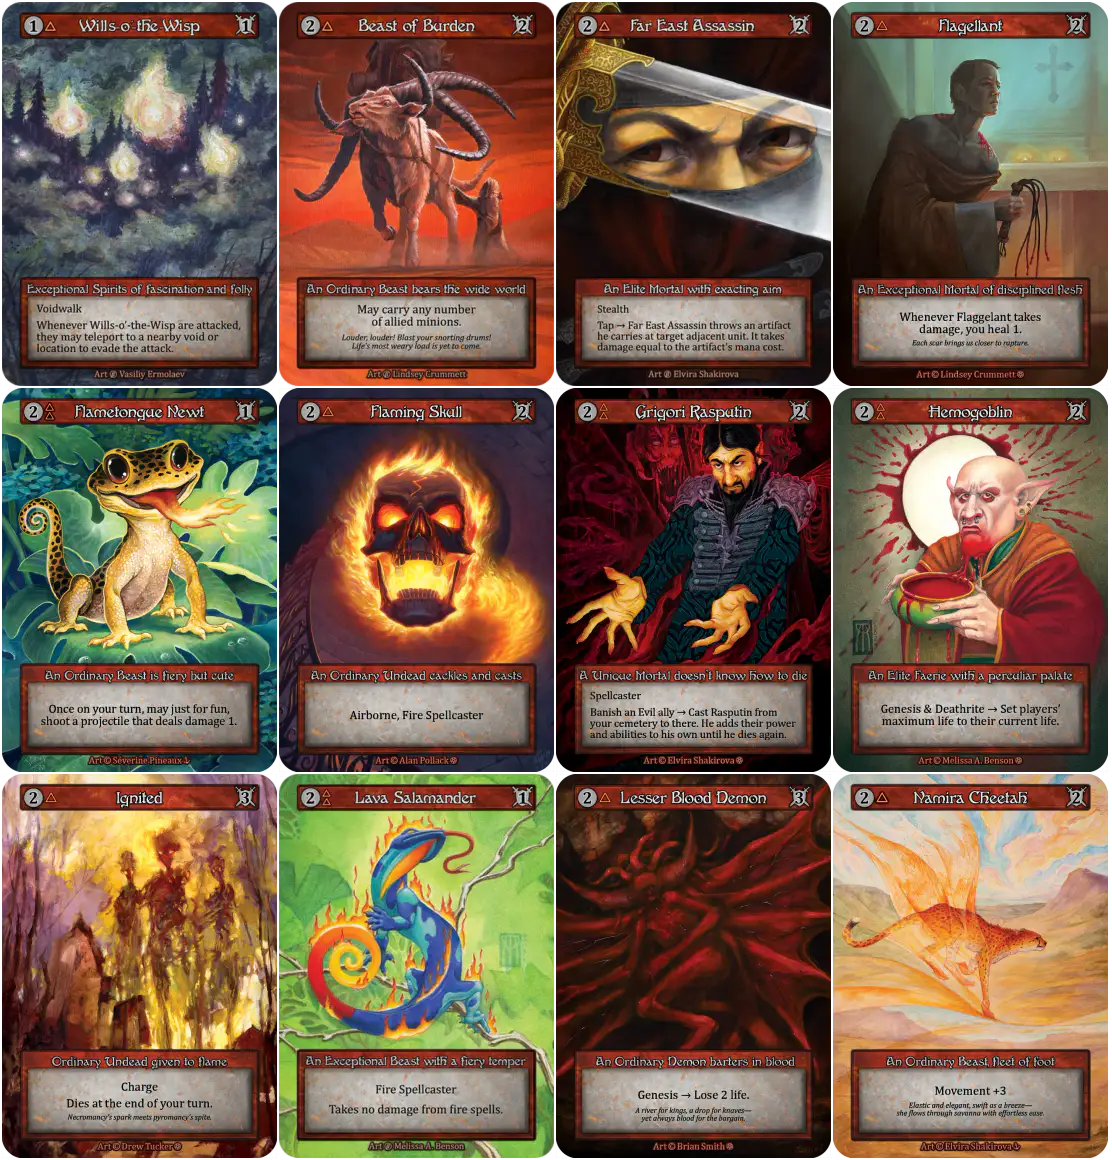 1 Wills-o'-the-Wisp 1
Exceptional Spirits of fascination and folly
Voidwalk
Whenever Wills-o'-the-Wisp are attacked,
they may teleport to a nearby void or
location to evade the attack.
Art Ⓟ Vasiliy Ermolaev
2 Beast of Burden 2
An Ordinary Beast bears the wide world
May carry any number
of allied minions.
Louder, louder! Blast your snorting drums!
Life's most weary load is yet to come.
Art Ⓟ Lindsey Crummett
2 Far East Assassin 2
An Elite Mortal with exacting aim
Stealth
Tap → Far East Assassin throws an artifact
he carries at target adjacent unit. It takes
damage equal to the artifact's mana cost.
Art Ⓟ Elvira Shakirova
2 Flagellant 2
An Exceptional Mortal of disciplined flesh
Whenever Flaggelant takes
damage, you heal 1.
Each scar brings us closer to rapture.
Art © Lindsey Crummett
2 Flametongue Newt 1
An Ordinary Beast is fiery but cute
Once on your turn, may just for fun,
shoot a projectile that deals damage 1.
Art © Séverine Pineaux
2 Flaming Skull 2
An Ordinary Undead cackles and casts
Airborne, Fire Spellcaster
Art © Alan Pollack
2 Grigori Rasputin 2
A Unique Mortal doesn't know how to die
Spellcaster
Banish an Evil ally → Cast Rasputin from
your cemetery to there. He adds their power
and abilities to his own until he dies again.
Art © Elvira Shakirova
2 Hemogoblin 2
An Elite Faerie with a perculiar palate
Genesis & Deathrite → Set players'
maximum life to their current life.
Art © Melissa A. Benson
2 Ignited 3
Ordinary Undead given to flame
Charge
Dies at the end of your turn.
Necromancy's spark meets pyromancy's spite.
Art © Drew Tucker
2 Lava Salamander 1
An Exceptional Beast with a fiery temper
Fire Spellcaster
Takes no damage from fire spells.
Art Ⓟ Melissa A. Benson
2 Lesser Blood Demon 3
An Ordinary Demon barters in blood
Genesis → Lose 2 life.
A river for kings, a drop for knaves—
yet always blood for the bargain.
Art © Brian Smith
2 Namira Cheetah 2
An Ordinary Beast, fleet of foot
Movement +3
Elastic and elegant, swift as a breeze—
she flows through savanna with effortless ease.
Art © Elvira Shakirova